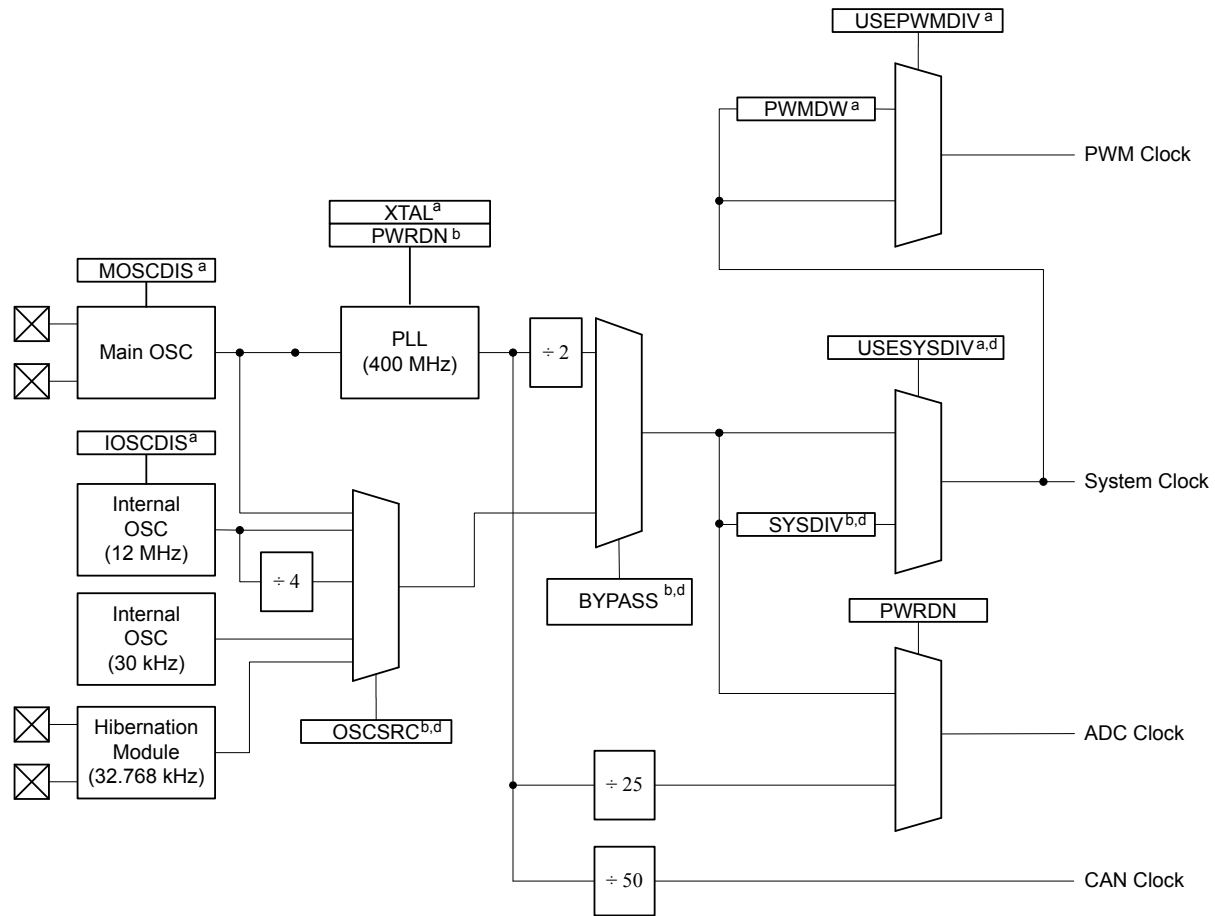 USEPWMDIV a
PWMDW a
PWM Clock
XTAL a
PWRDN b
MOSCDIS a
Main OSC
PLL
(400 MHz)
÷ 2
USESYSDIV a,d
IOSCDIS a
Internal
OSC
(12 MHz)
÷ 4
System Clock
SYSDIV b,d
BYPASS b,d
Internal
OSC
(30 kHz)
PWRDN
OSCSRC b,d
Hibernation
Module
(32.768 kHz)
ADC Clock
÷ 25
÷ 50
CAN Clock